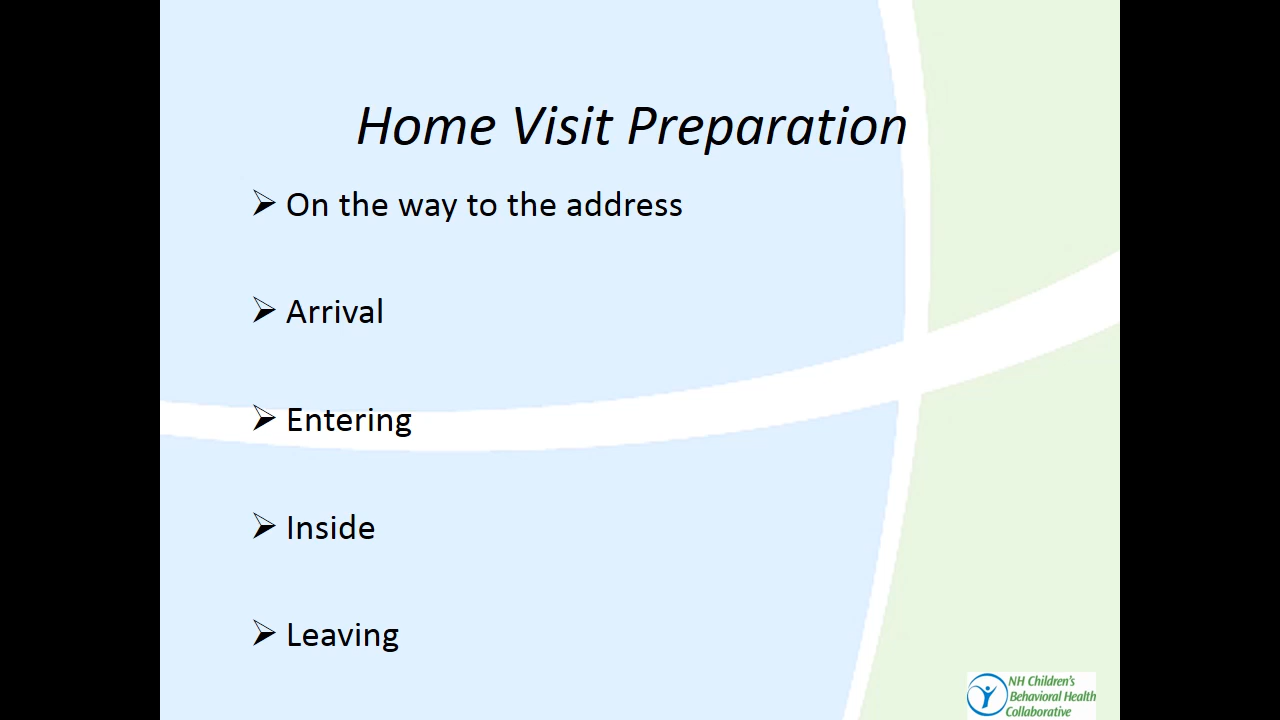 Home Visit Preparation
➢ On the way to the address
➢ Arrival
➢ Entering
➢ Inside
➢ Leaving
NH Children's
Behavioral Health
Collaborative